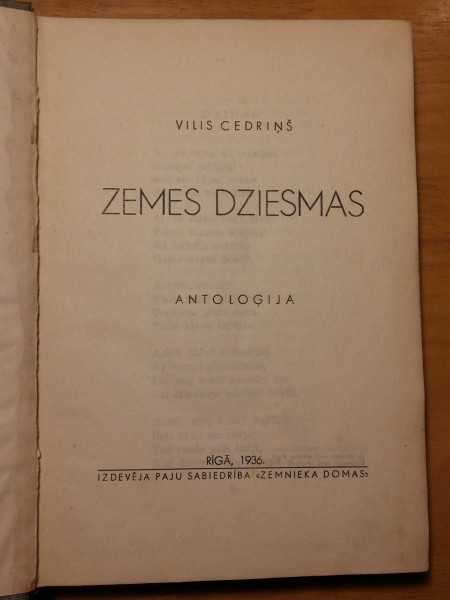 VILIS CEDRIŅŠ
ZEMES DZIESMAS
ANTOLOĢIJA
RĪGĀ, 1936.
IZDEVĒJA PAJU SABIEDRĪBA «ZEMNIEKA DOMAS»